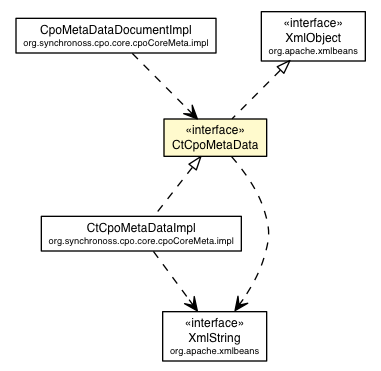 CpoMetaDataDocumentImpl
org.synchronoss.cpo.core.cpoCoreMeta.impl
«interface»
XmlObject
org.apache.xmlbeans
«interface»
CtCpoMetaData
CtCpoMetaDataImpl
org.synchronoss.cpo.core.cpoCoreMeta.impl
«interface»
XmlString
org.apache.xmlbeans